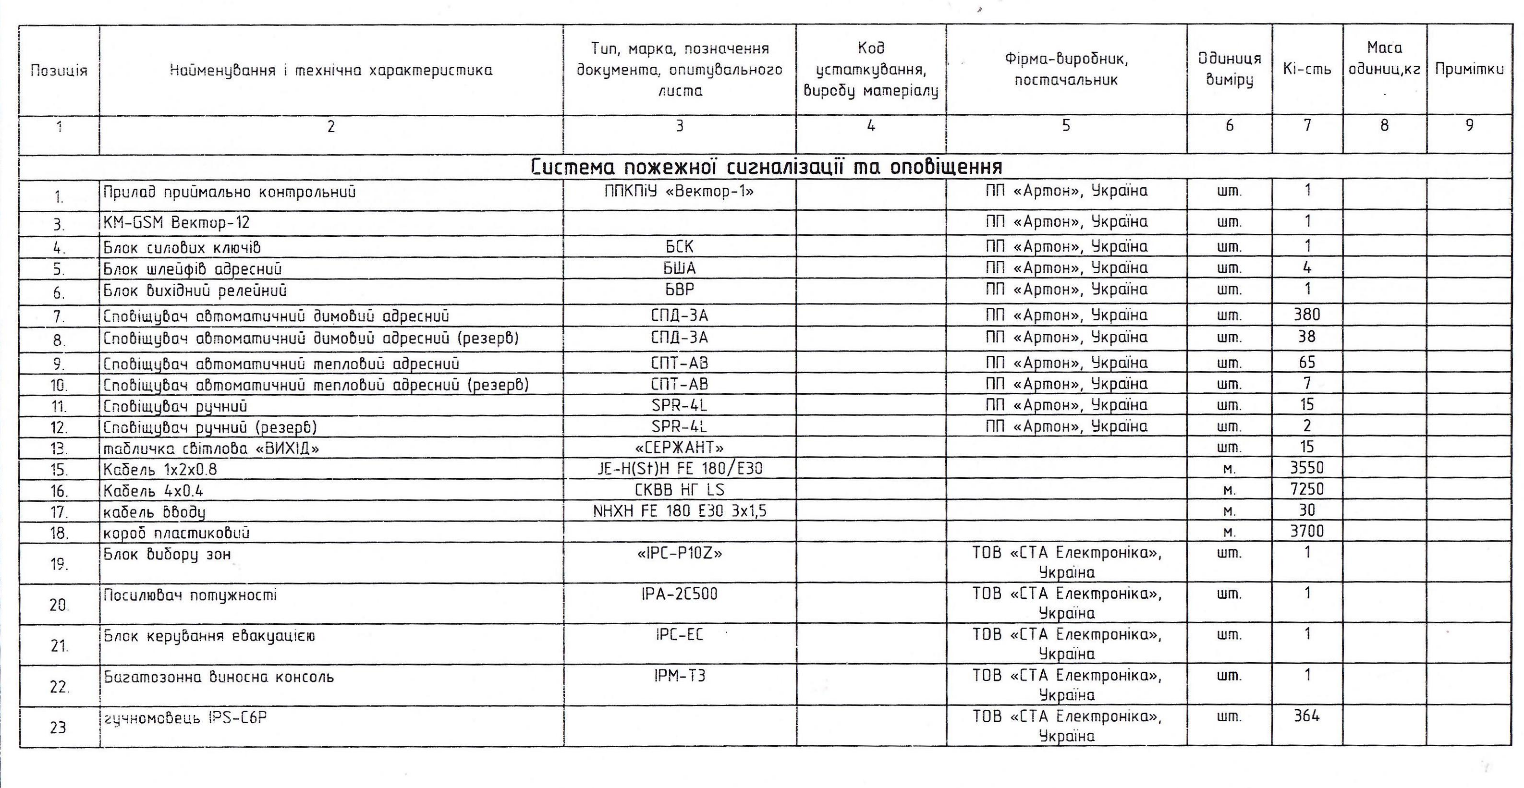 Позиція
Найменування і технічна характеристика
Тип, марка, позначення
документа, опитувального
листа
Код
устаткування,
виробу матеріалу
Фірма-виробник,
постачальник
Одиниця
виміру
Кі-сть
Маса
одиниц,кг
Примітки
1 2 3 4 5 6 7 8 9
Система пожежної сигналізації та оповіщення
1. Прилад приймально контрольний ППКПіУ «Вектор-1» ПП «Артон», Україна шт. 1
3. KM-GSM Вектор-12 ПП «Артон», Україна шт. 1
4. Блок силових ключів БСК ПП «Артон», Україна шт. 1
5. Блок шлейфів адресний БША ПП «Артон», Україна шт. 4
6. Блок вихідний релейний БВР ПП «Артон», Україна шт. 1
7. Сповіщувач автоматичний димовий адресний СПД-3А ПП «Артон», Україна шт. 380
8. Сповіщувач автоматичний димовий адресний (резерв) СПД-3А ПП «Артон», Україна шт. 38
9. Сповіщувач автоматичний тепловий адресний СПТ-АВ ПП «Артон», Україна шт. 65
10. Сповіщувач автоматичний тепловий адресний (резерв) СПТ-АВ ПП «Артон», Україна шт. 7
11. Сповіщувач ручний SPR-4L ПП «Артон», Україна шт. 15
12. Сповіщувач ручний (резерв) SPR-4L ПП «Артон», Україна шт. 2
13. табличка світлова «ВИХІД» «СЕРЖАНТ» шт. 15
15. Кабель 1х2х0.8 JE-H(St)H FE 180/E30 м. 3550
16. Кабель 4х0.4 СКВВ НГ LS м. 7250
17. кабель вводу NHXH FE 180 E30 3x1,5 м. 30
18. короб пластиковий м. 3700
19. Блок вибору зон «IPC-P10Z» ТОВ «СТА Електроніка», шт. 1
Україна
20. Посилювач потужності IPA-2C500 ТОВ «СТА Електроніка», шт. 1
Україна
21. Блок керування евакуацією IPC-EC ТОВ «СТА Електроніка», шт. 1
Україна
22. Багатозонна виносна консоль IPM-T3 ТОВ «СТА Електроніка», шт. 1
Україна
23 гучномовець IPS-C6P ТОВ «СТА Електроніка», шт. 364
Україна